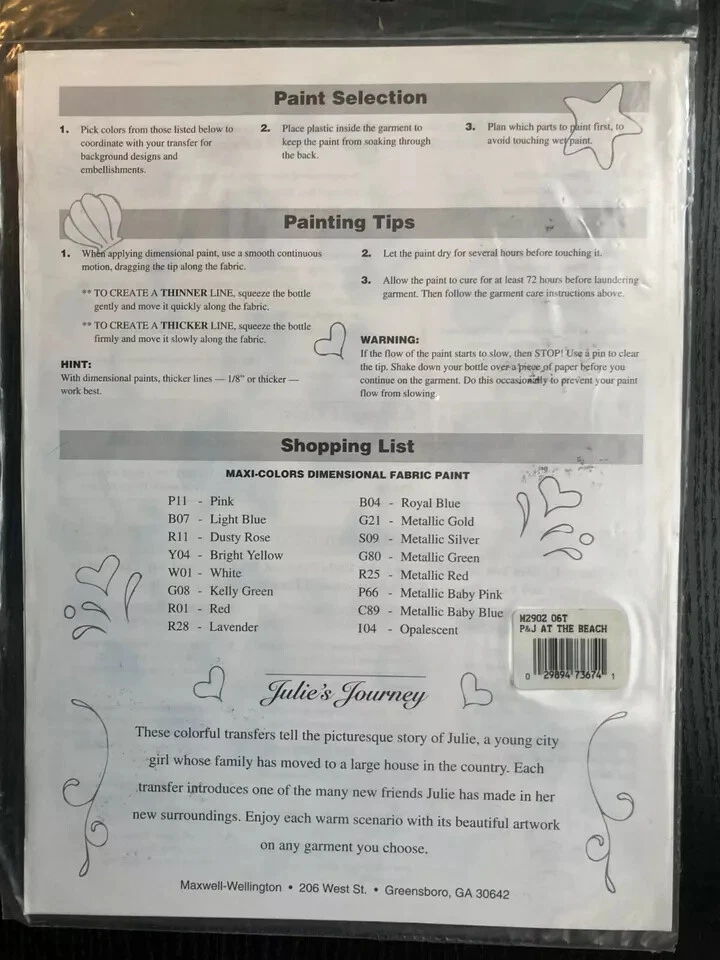 Paint Selection
1. Pick colors from those listed below to
coordinate with your transfer for
background designs and
embellishments.
2. Place plastic inside the garment to
keep the paint from soaking through
the back.
3. Plan which parts to paint first, to
avoid touching wet paint.
Painting Tips
1. When applying dimensional paint, use a smooth continuous
motion, dragging the tip along the fabric.
** TO CREATE A THINNER LINE, squeeze the bottle
gently and move it quickly along the fabric.
** TO CREATE A THICKER LINE, squeeze the bottle
firmly and move it slowly along the fabric.
HINT:
With dimensional paints, thicker lines — 1/8" or thicker —
work best.
2. Let the paint dry for several hours before touching it.
3. Allow the paint to cure for at least 72 hours before laundering
garment. Then follow the garment care instructions above.
WARNING:
If the flow of the paint starts to slow, then STOP! Use a pin to clear
the tip. Shake down your bottle over a piece of paper before you
continue on the garment. Do this occasionally to prevent your paint
flow from slowing.
Shopping List
MAXI-COLORS DIMENSIONAL FABRIC PAINT
P11 - Pink
B07 - Light Blue
R11 - Dusty Rose
Y04 - Bright Yellow
W01 - White
G08 - Kelly Green
R01 - Red
R28 - Lavender
B04 - Royal Blue
G21 - Metallic Gold
S09 - Metallic Silver
G80 - Metallic Green
R25 - Metallic Red
P66 - Metallic Baby Pink
C89 - Metallic Baby Blue
I04 - Opalescent
M2902 06T
P&J AT THE BEACH
0 29894 73674 1
Julie's Journey
These colorful transfers tell the picturesque story of Julie, a young city
girl whose family has moved to a large house in the country. Each
transfer introduces one of the many new friends Julie has made in her
new surroundings. Enjoy each warm scenario with its beautiful artwork
on any garment you choose.
Maxwell-Wellington • 206 West St. • Greensboro, GA 30642